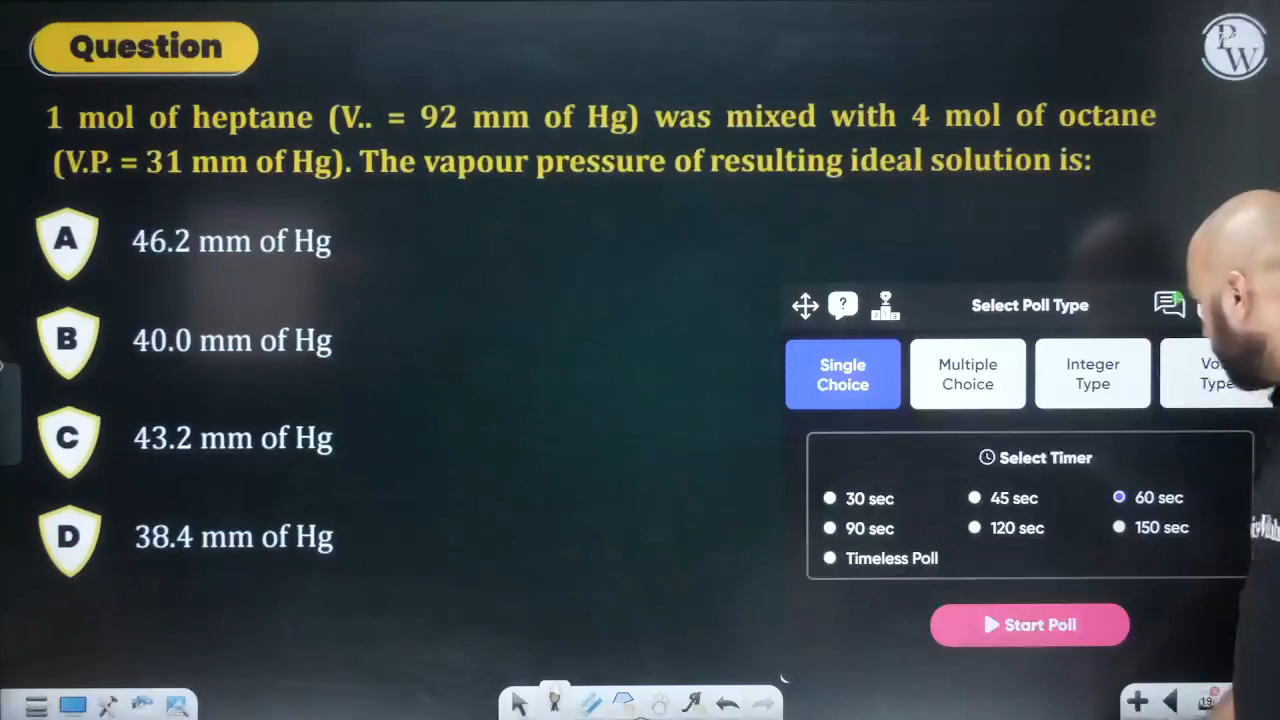 Question
PW
1 mol of heptane (V.. = 92 mm of Hg) was mixed with 4 mol of octane
(V.P. = 31 mm of Hg). The vapour pressure of resulting ideal solution is:
A 46.2 mm of Hg
B 40.0 mm of Hg
C 43.2 mm of Hg
D 38.4 mm of Hg
Select Poll Type
Single Choice
Multiple Choice
Integer Type
Type
Select Timer
30 sec 45 sec 60 sec
90 sec 120 sec 150 sec
Timeless Poll
Start Poll